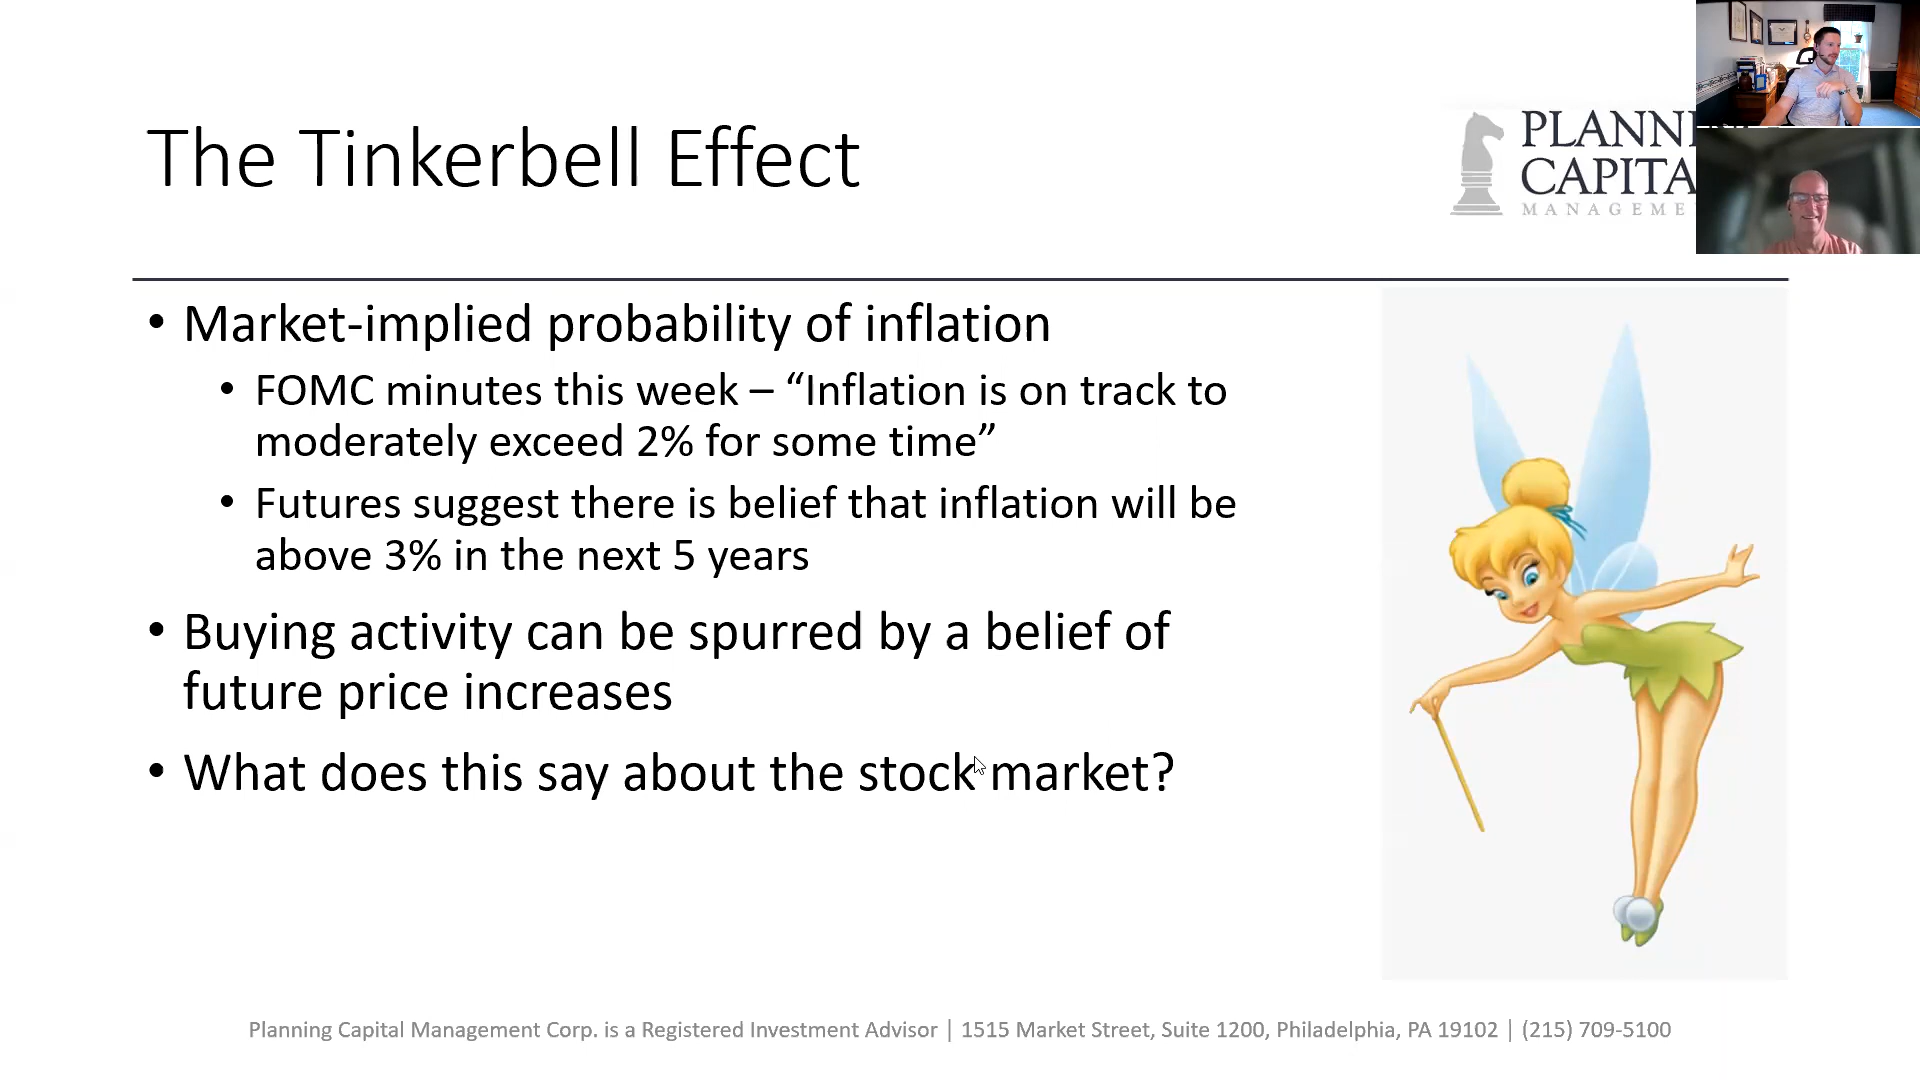 The Tinkerbell Effect
PLANN
CAPITA
MANAGEME
• Market-implied probability of inflation
• FOMC minutes this week – “Inflation is on track to
moderately exceed 2% for some time”
• Futures suggest there is belief that inflation will be
above 3% in the next 5 years
• Buying activity can be spurred by a belief of
future price increases
• What does this say about the stock market?
Planning Capital Management Corp. is a Registered Investment Advisor | 1515 Market Street, Suite 1200, Philadelphia, PA 19102 | (215) 709-5100